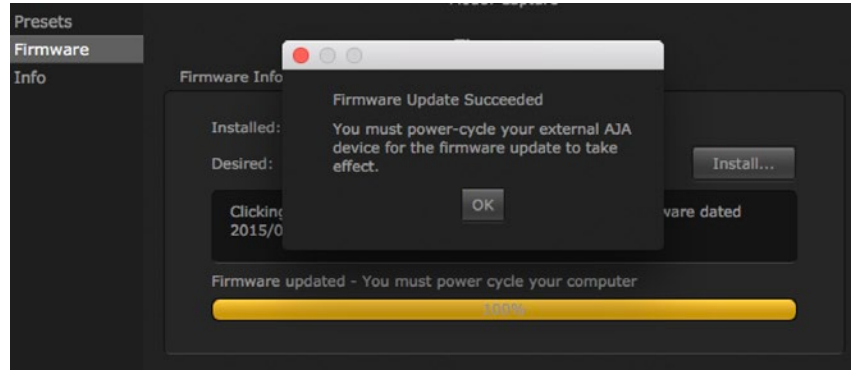 Presets
Firmware
Info
Firmware Info
Firmware Update Succeeded
You must power-cycle your external AJA
device for the firmware update to take
effect.
OK
Installed:
Desired:
Install...
Clicking
ware dated
2015/0
Firmware updated - You must power cycle your computer
100%